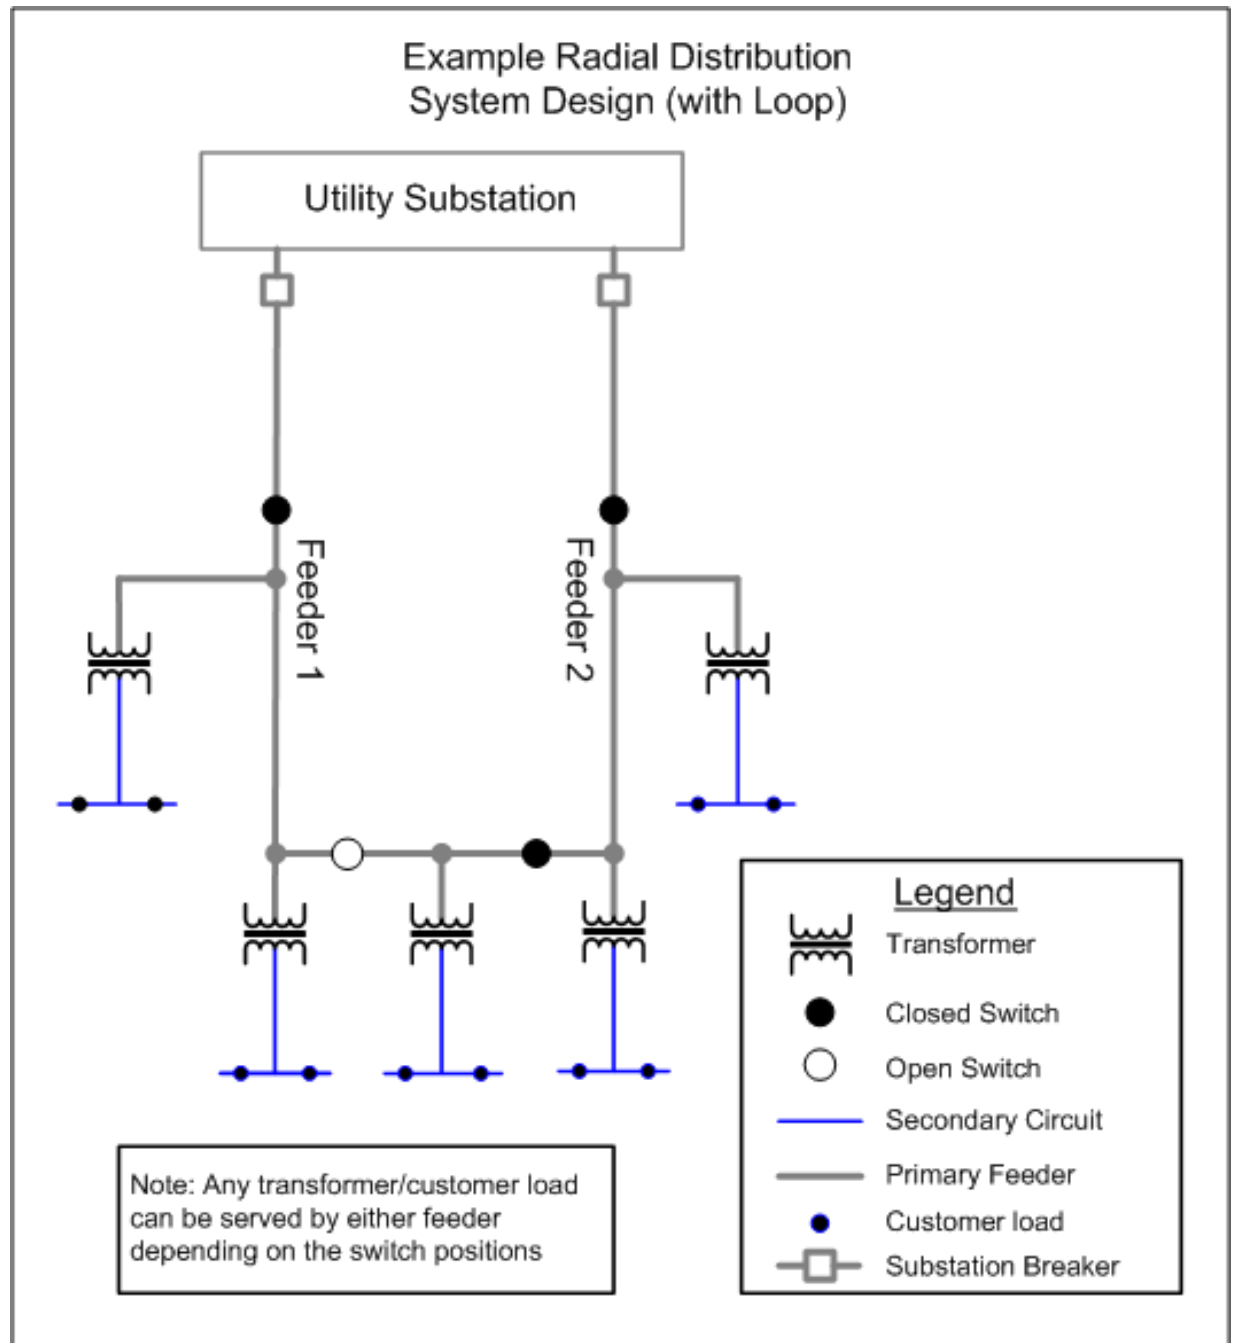 Example Radial Distribution
System Design (with Loop)
Utility Substation
Feeder 1
Feeder 2
Legend
Transformer
Closed Switch
Open Switch
Secondary Circuit
Primary Feeder
Customer load
Substation Breaker
Note: Any transformer/customer load
can be served by either feeder
depending on the switch positions